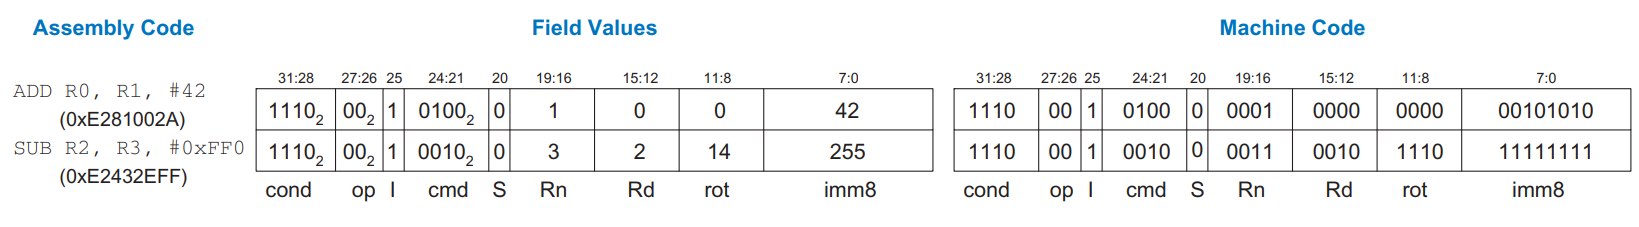 Assembly Code Field Values Machine Code
31:28 27:26 25 24:21 20 19:16 15:12 11:8 7:0 31:28 27:26 25 24:21 20 19:16 15:12 11:8 7:0
ADD R0, R1, #42
(0xE281002A)
1110₂ 00₂ 1 0100₂ 0 1 0 0 42 1110 00 1 0100 0 0001 0000 0000 00101010
SUB R2, R3, #0xFF0
(0xE2432EFF)
1110₂ 00₂ 1 0010₂ 0 3 2 14 255 1110 00 1 0010 0 0011 0010 1110 11111111
cond op I cmd S Rn Rd rot imm8 cond op I cmd S Rn Rd rot imm8